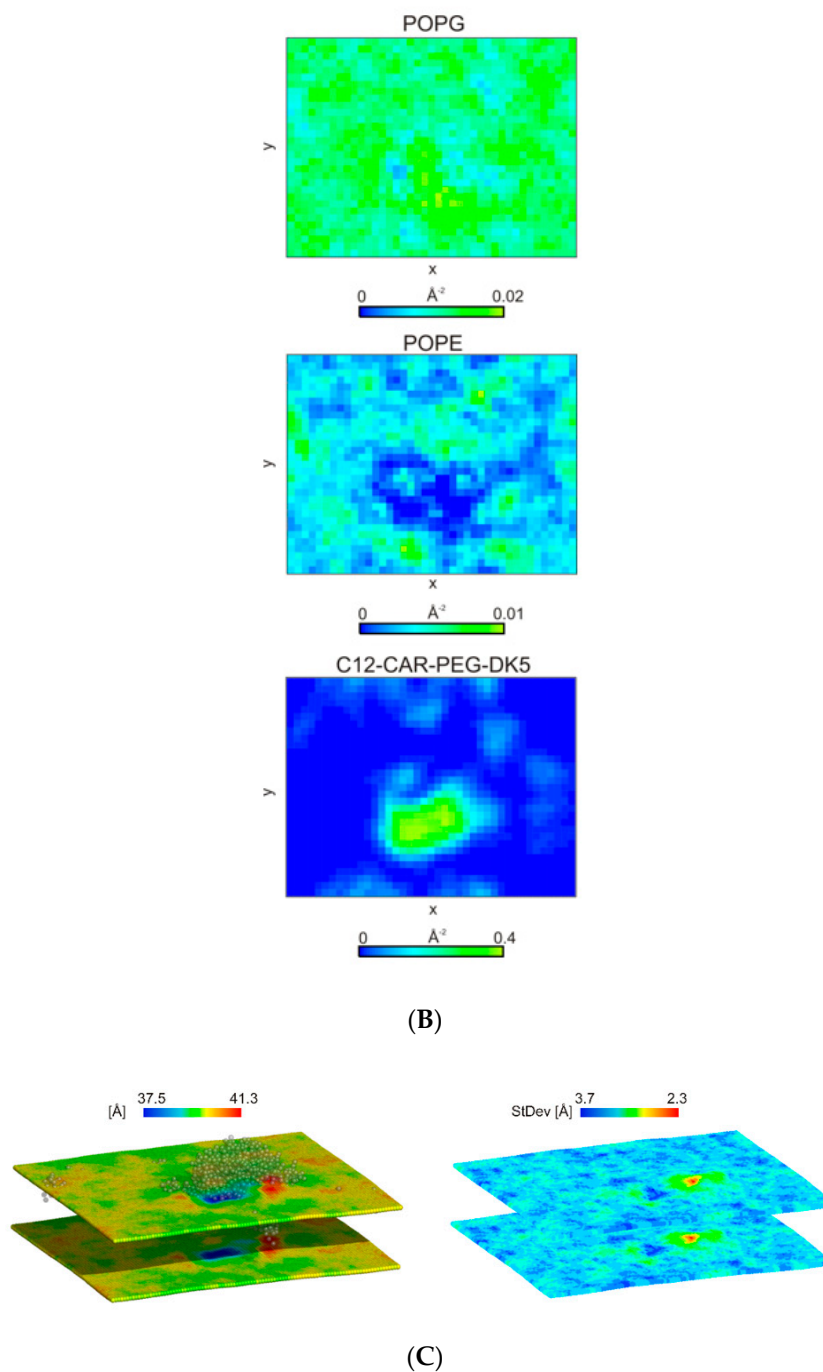 POPG
y
x
0 Å-2 0.02
POPE
y
x
0 Å-2 0.01
C12-CAR-PEG-DK5
y
x
0 Å-2 0.4
(B)
37.5 41.3
[Å]
3.7 2.3
StDev [Å]
(C)